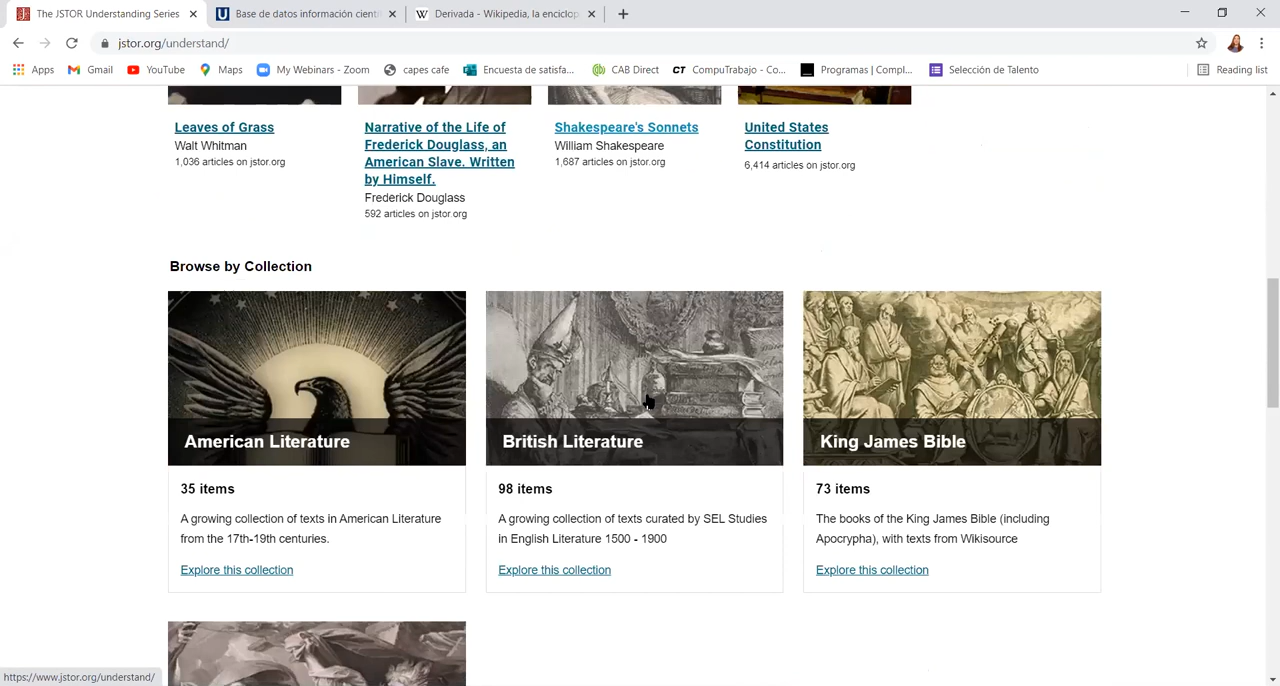 The JSTOR Understanding Series
Base de datos información cientí
Derivada - Wikipedia, la enciclop
jstor.org/understand/
Apps
Gmail
YouTube
Maps
My Webinars - Zoom
capes cafe
Encuesta de satisfa...
CAB Direct
CT CompuTrabajo - Co...
Programas | Compl...
Selección de Talento
Reading list
Leaves of Grass
Walt Whitman
1,036 articles on jstor.org
Narrative of the Life of
Frederick Douglass, an
American Slave. Written
by Himself.
Frederick Douglass
592 articles on jstor.org
Shakespeare's Sonnets
William Shakespeare
1,687 articles on jstor.org
United States
Constitution
6,414 articles on jstor.org
Browse by Collection
American Literature
35 items
A growing collection of texts in American Literature
from the 17th-19th centuries.
Explore this collection
British Literature
98 items
A growing collection of texts curated by SEL Studies
in English Literature 1500 - 1900
Explore this collection
King James Bible
73 items
The books of the King James Bible (including
Apocrypha), with texts from Wikisource
Explore this collection
https://www.jstor.org/understand/